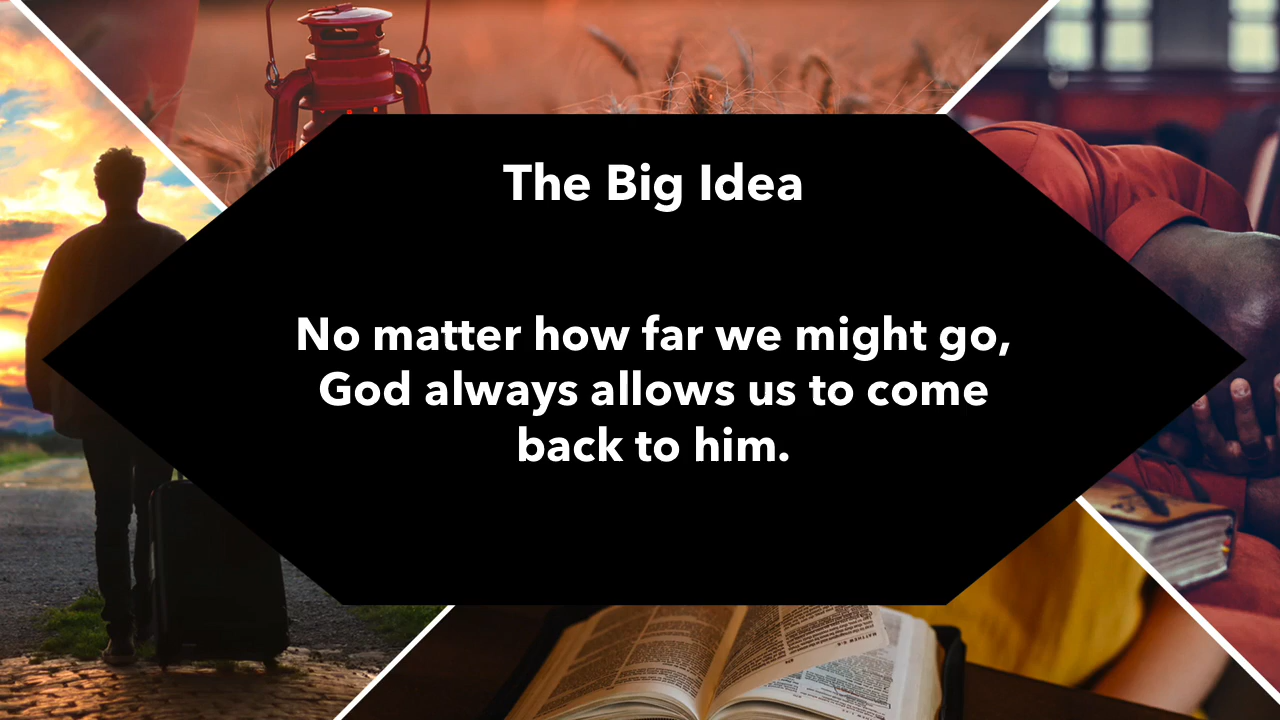 The Big Idea
No matter how far we might go,
God always allows us to come
back to him.